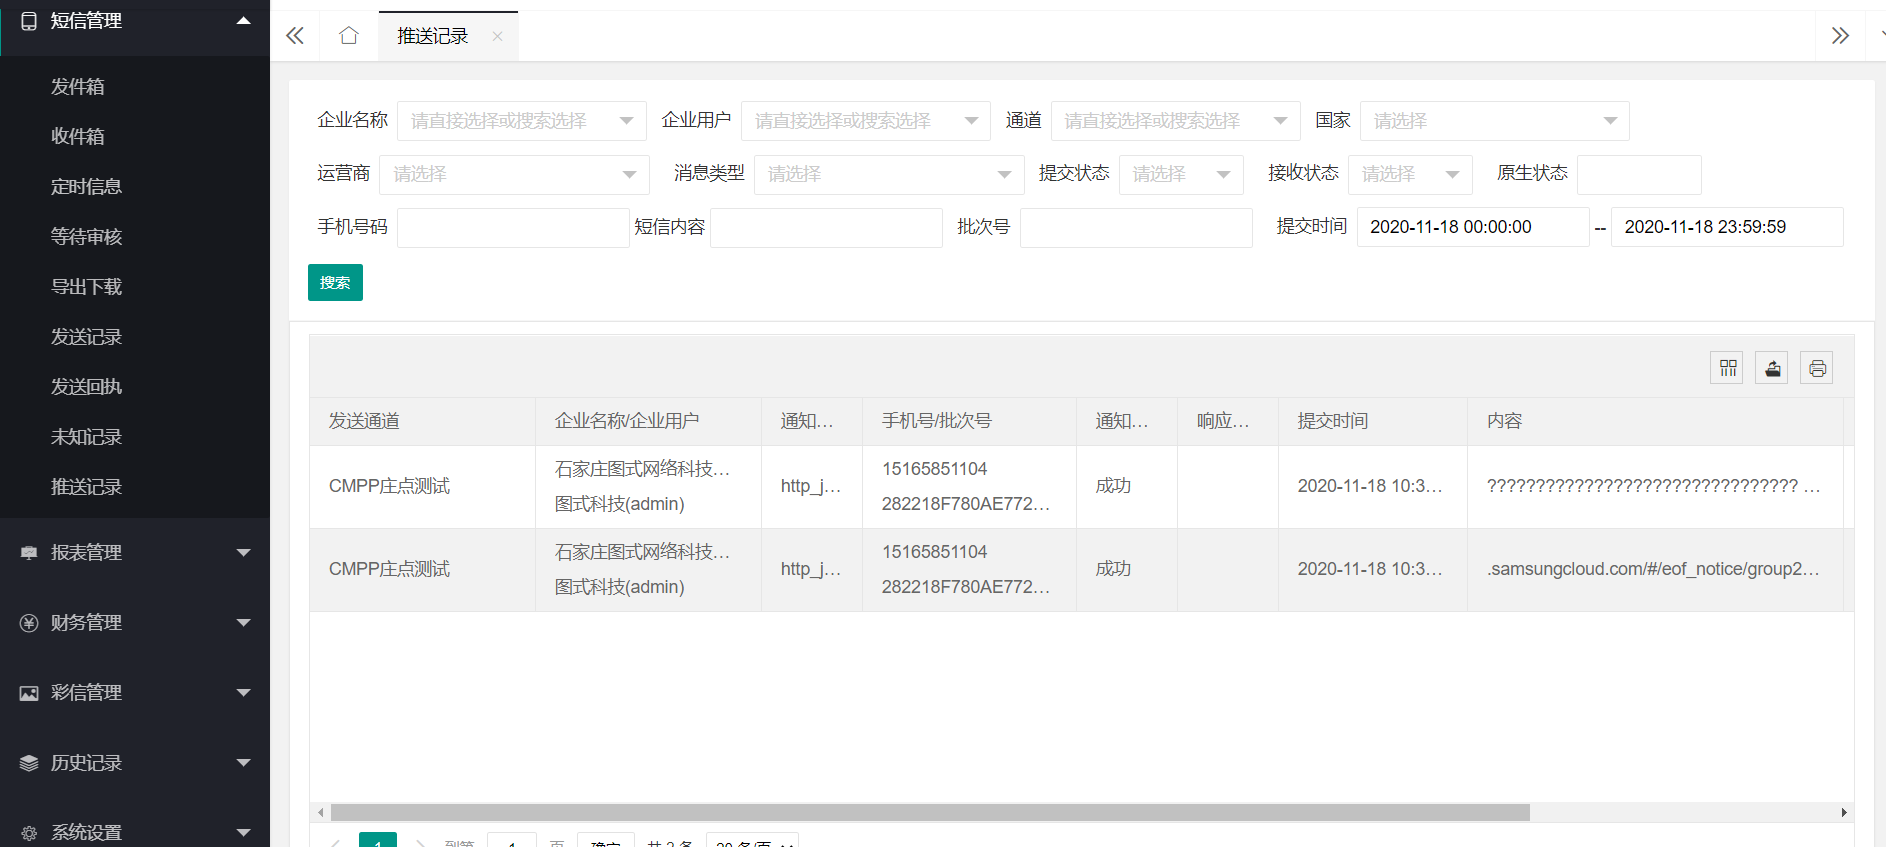 短信管理
发件箱
收件箱
定时信息
等待审核
导出下载
发送记录
发送回执
未知记录
推送记录
报表管理
财务管理
彩信管理
历史记录
系统设置
推送记录
企业名称 请直接选择或搜索选择 企业用户 请直接选择或搜索选择 通道 请直接选择或搜索选择 国家 请选择
运营商 请选择 消息类型 请选择 提交状态 请选择 接收状态 请选择 原生状态
手机号码 短信内容 批次号 提交时间 2020-11-18 00:00:00 -- 2020-11-18 23:59:59
搜索
发送通道 企业名称/企业用户 通知… 手机号/批次号 通知… 响应… 提交时间 内容
CMPP庄点测试 石家庄图式网络科技… 图式科技(admin) http_j… 15165851104 282218F780AE772… 成功 2020-11-18 10:3… ???????????????????????????????? …
CMPP庄点测试 石家庄图式网络科技… 图式科技(admin) http_j… 15165851104 282218F780AE772… 成功 2020-11-18 10:3… .samsungcloud.com/#/eof_notice/group2…
1 到第 1 页 确定 共 2 条 20 条/页